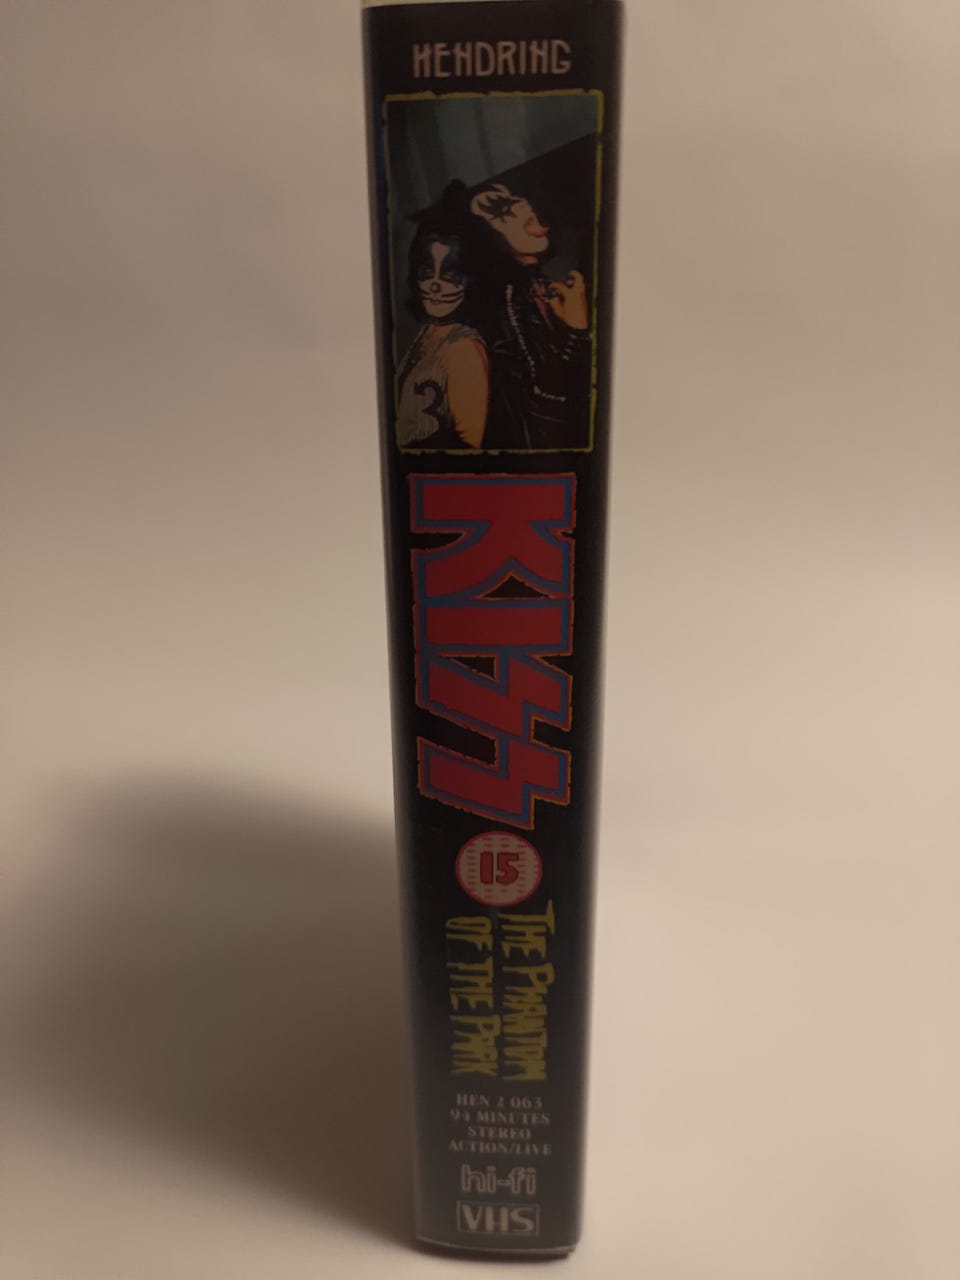 HENDRING
KISS
15
THE PHANTOM
OF THE PARK
HEN 2 063
94 MINUTES
STEREO
ACTION/LIVE
hi-fi
VHS